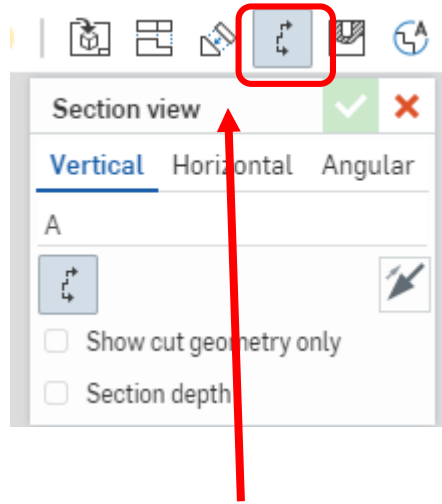 Section view
Vertical Horizontal Angular
A
Show cut geometry only
Section depth